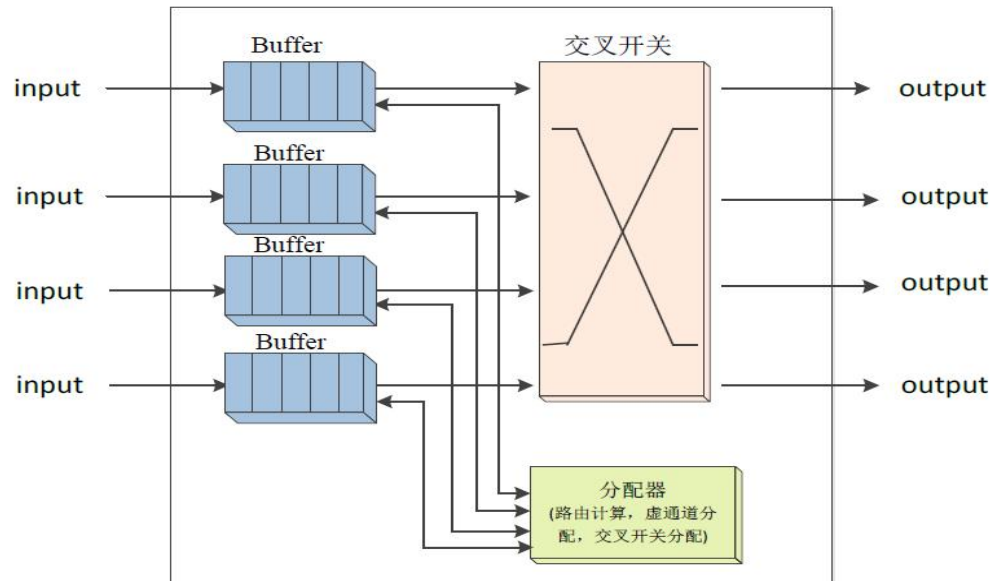 Buffer
交叉开关
input
output
Buffer
input
output
Buffer
input
output
Buffer
input
output
分配器
(路由计算，虚通道分
配，交叉开关分配)